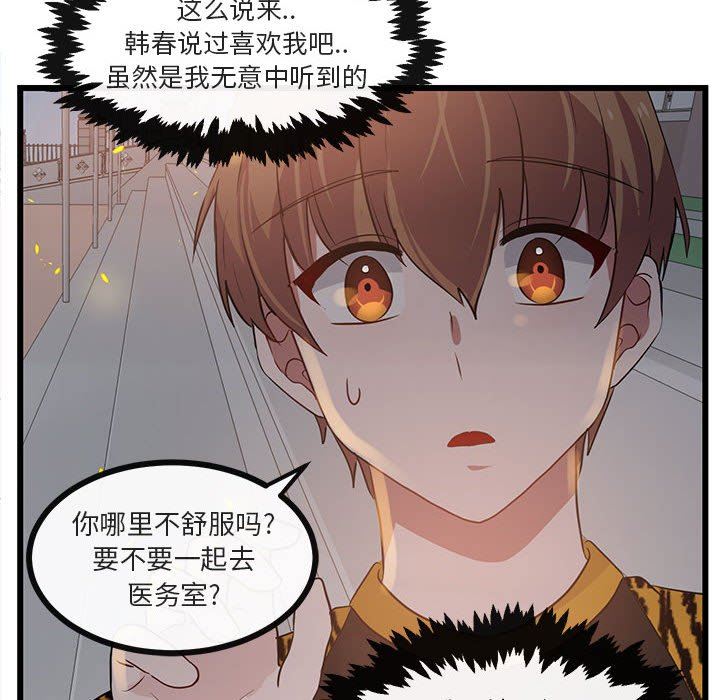 这么说来..
韩春说过喜欢我吧..
虽然是我无意中听到的
你哪里不舒服吗?
要不要一起去
医务室?